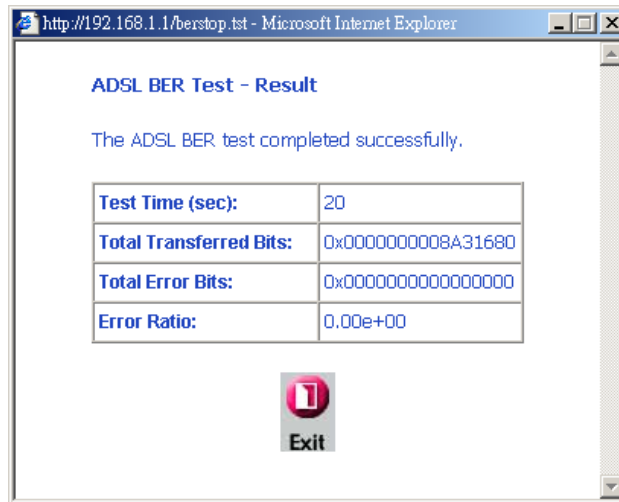 http://192.168.1.1/berstop.tst - Microsoft Internet Explorer
ADSL BER Test - Result
The ADSL BER test completed successfully.
Test Time (sec): 20
Total Transferred Bits: 0x0000000008A31680
Total Error Bits: 0x0000000000000000
Error Ratio: 0.00e+00
Exit